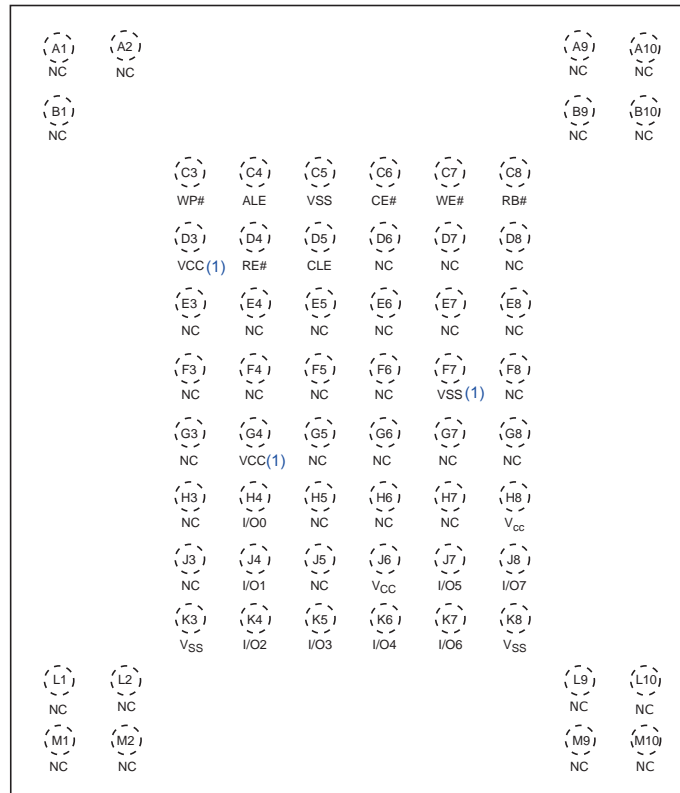 A1 A2 A9 A10
NC NC NC NC
B1 B9 B10
NC NC NC
C3 C4 C5 C6 C7 C8
WP# ALE VSS CE# WE# RB#
D3 D4 D5 D6 D7 D8
VCC(1) RE# CLE NC NC NC
E3 E4 E5 E6 E7 E8
NC NC NC NC NC NC
F3 F4 F5 F6 F7 F8
NC NC NC NC VSS(1) NC
G3 G4 G5 G6 G7 G8
NC VCC(1) NC NC NC NC
H3 H4 H5 H6 H7 H8
NC I/O0 NC NC NC Vcc
J3 J4 J5 J6 J7 J8
NC I/O1 NC VCC I/O5 I/O7
K3 K4 K5 K6 K7 K8
VSS I/O2 I/O3 I/O4 I/O6 VSS
L1 L2 L9 L10
NC NC NC NC
M1 M2 M9 M10
NC NC NC NC